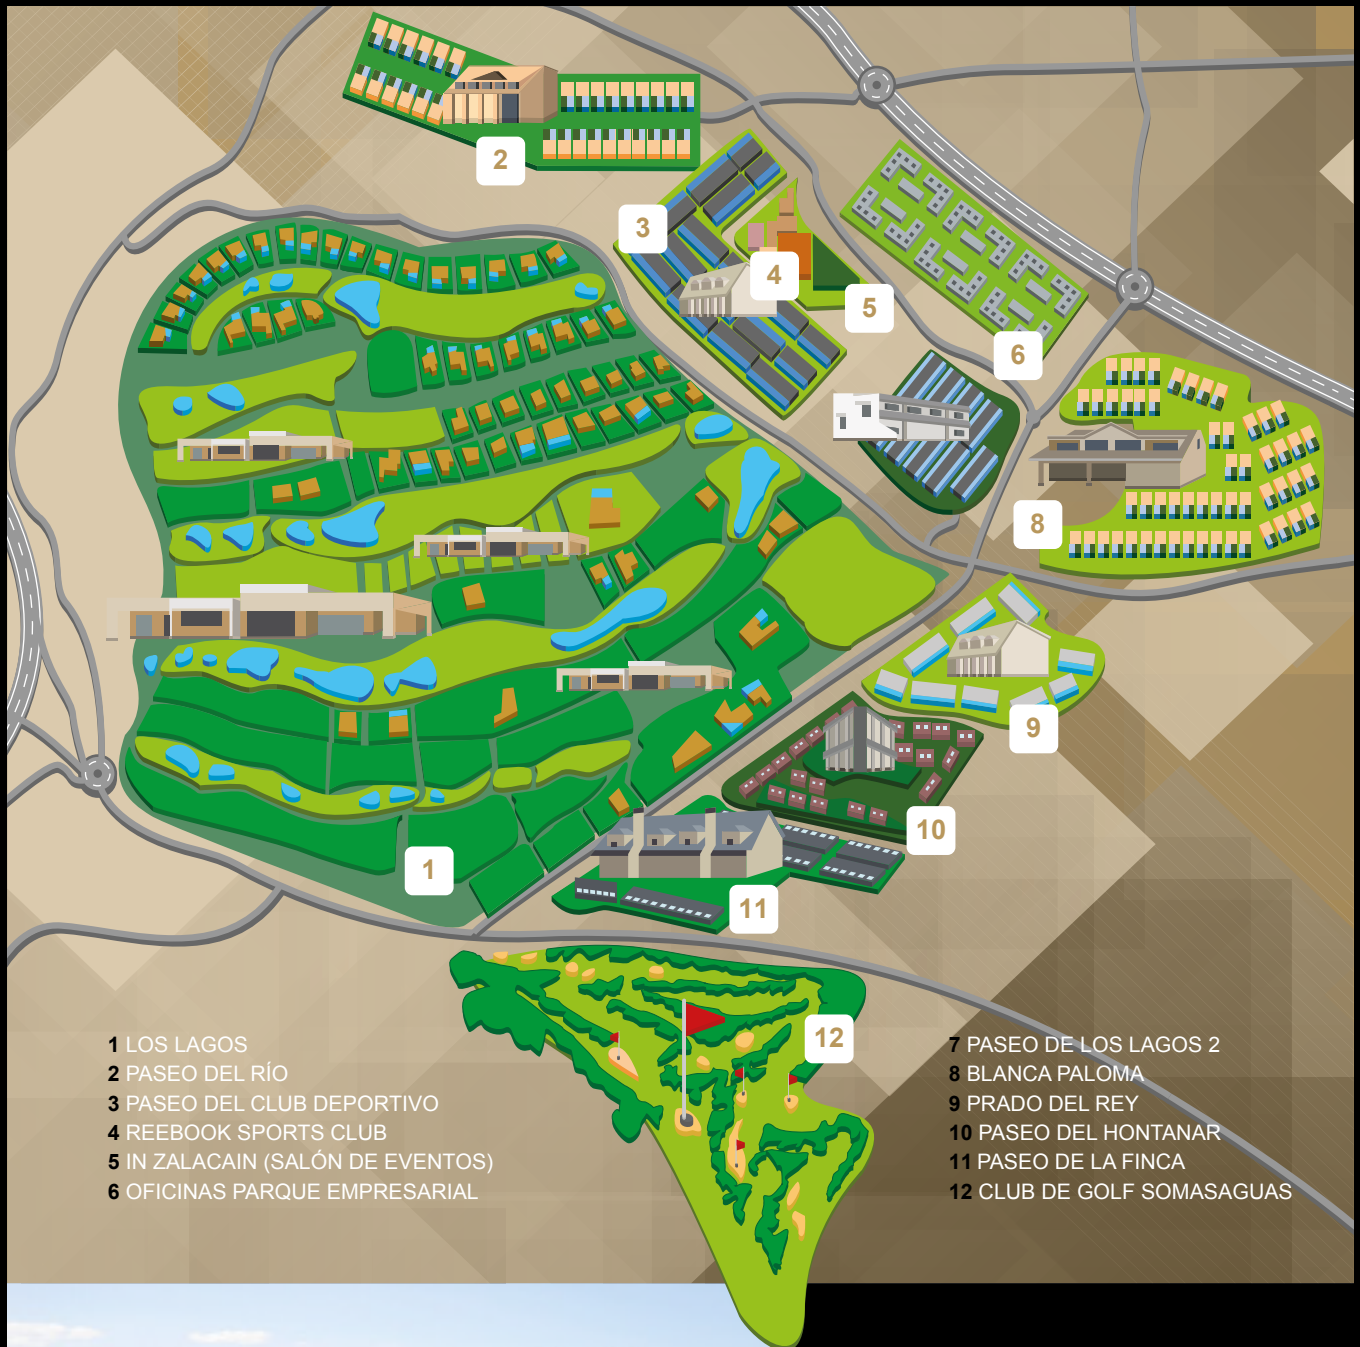 2
3
4
5
6
8
9
10
1
11
12
1 LOS LAGOS
2 PASEO DEL RÍO
3 PASEO DEL CLUB DEPORTIVO
4 REEBOOK SPORTS CLUB
5 IN ZALACAIN (SALÓN DE EVENTOS)
6 OFICINAS PARQUE EMPRESARIAL
7 PASEO DE LOS LAGOS 2
8 BLANCA PALOMA
9 PRADO DEL REY
10 PASEO DEL HONTANAR
11 PASEO DE LA FINCA
12 CLUB DE GOLF SOMASAGUAS